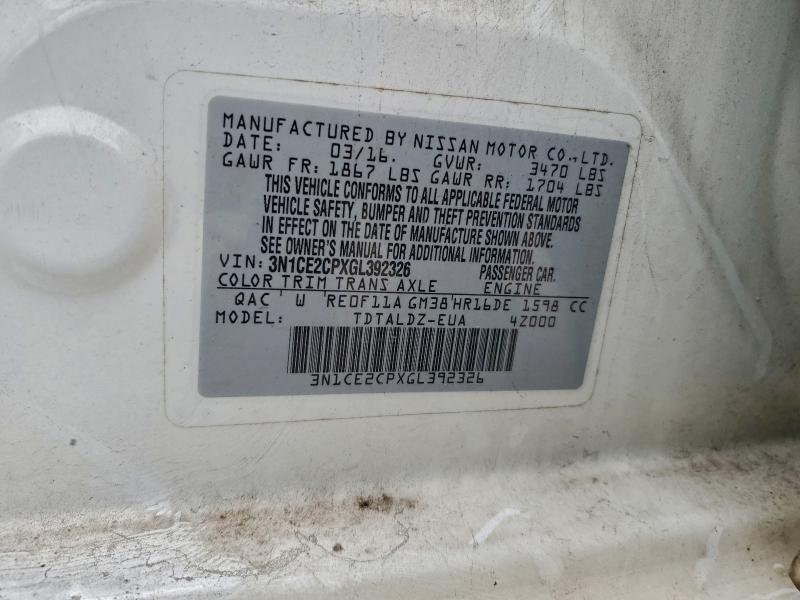 MANUFACTURED BY NISSAN MOTOR CO.,LTD.
DATE: 03/16. GVWR: 3470 LBS
GAWR FR: 1867 LBS GAWR RR: 1704 LBS
THIS VEHICLE CONFORMS TO ALL APPLICABLE FEDERAL MOTOR
VEHICLE SAFETY, BUMPER AND THEFT PREVENTION STANDARDS
IN EFFECT ON THE DATE OF MANUFACTURE SHOWN ABOVE.
SEE OWNER'S MANUAL FOR ADDITIONAL INFORMATION.
VIN: 3N1CE2CPXGL392326 PASSENGER CAR.
COLOR TRIM TRANS AXLE ENGINE
QAC ' W 'RE0F11A GM38'HR16DE 1598 CC
MODEL: TDTALDZ-EUA 4Z000
3N1CE2CPXGL392326